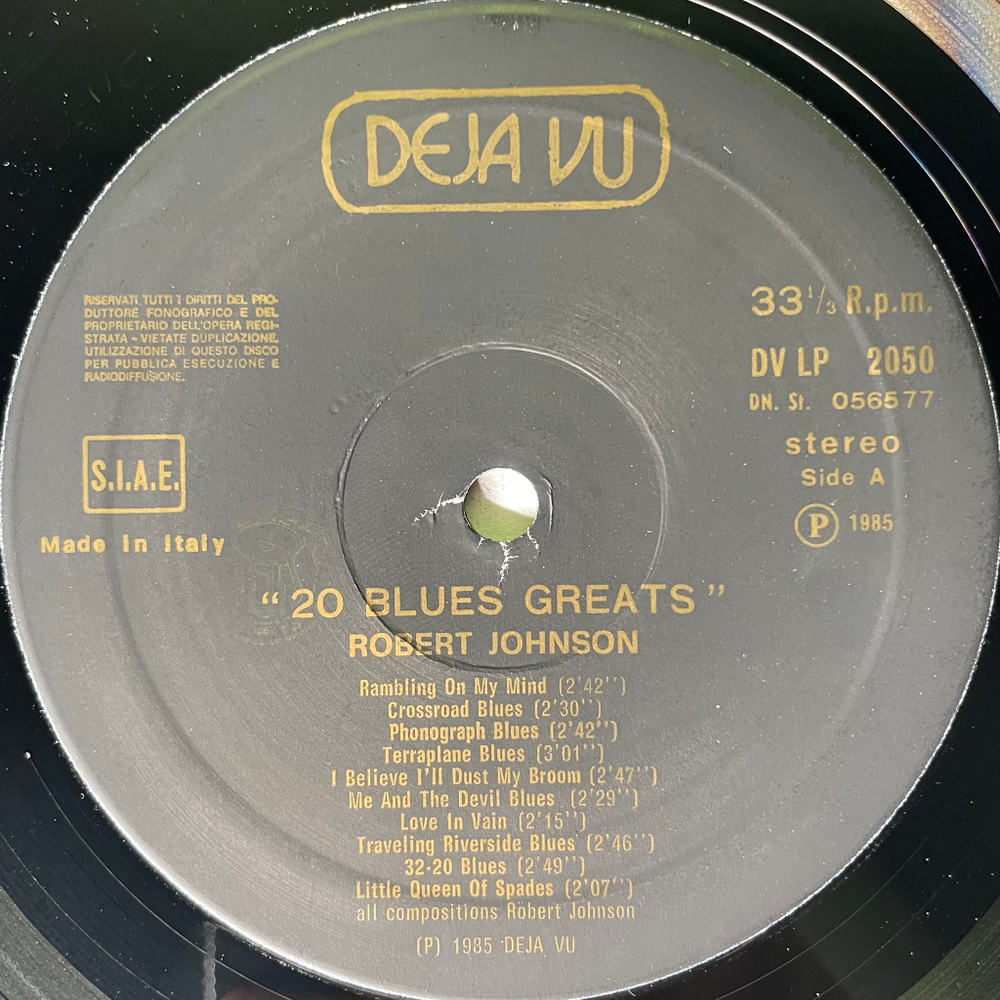 DEJA VU
RISERVATI TUTTI I DIRITTI DEL PRO-
DUTTORE FONOGRAFICO E DEL
PROPRIETARIO DELL'OPERA REGI-
STRATA - VIETATE DUPLICAZIONE,
UTILIZZAZIONE DI QUESTO DISCO
PER PUBBLICA ESECUZIONE E
RADIODIFFUSIONE.
S.I.A.E.
Made In Italy
33 1/3 R.p.m.
DV LP 2050
DN. St. 056577
stereo
Side A
P 1985
"20 BLUES GREATS"
ROBERT JOHNSON
Rambling On My Mind (2'42'')
Crossroad Blues (2'30'')
Phonograph Blues (2'42'')
Terraplane Blues (3'01'')
I Believe I'll Dust My Broom (2'47'')
Me And The Devil Blues (2'29'')
Love In Vain (2'15'')
Traveling Riverside Blues (2'46'')
32-20 Blues (2'49'')
Little Queen Of Spades (2'07'')
all compositions Robert Johnson
(P) 1985 DEJA VU